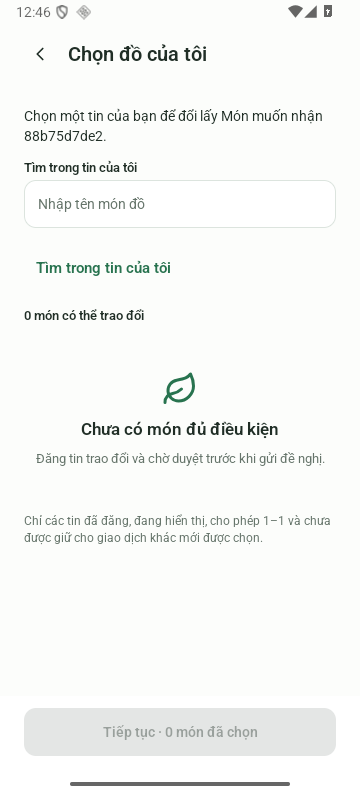 12:46
Chọn đồ của tôi
Chọn một tin của bạn để đổi lấy Món muốn nhận
88b75d7de2.
Tìm trong tin của tôi
Nhập tên món đồ
Tìm trong tin của tôi
0 món có thể trao đổi
Chưa có món đủ điều kiện
Đăng tin trao đổi và chờ duyệt trước khi gửi đề nghị.
Chỉ các tin đã đăng, đang hiển thị, cho phép 1–1 và chưa
được giữ cho giao dịch khác mới được chọn.
Tiếp tục · 0 món đã chọn